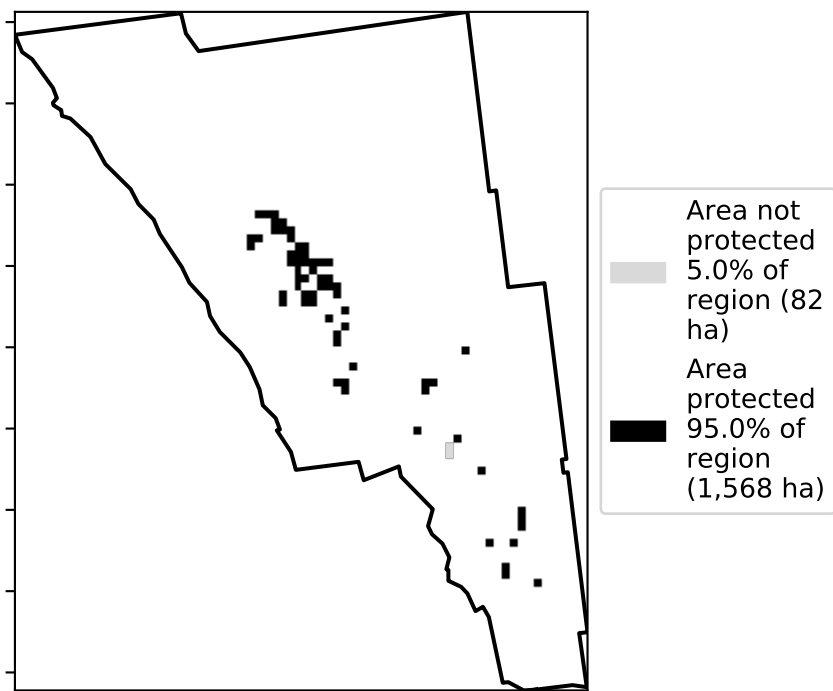 Area not
protected
5.0% of
region (82
ha)
Area
protected
95.0% of
region
(1,568 ha)